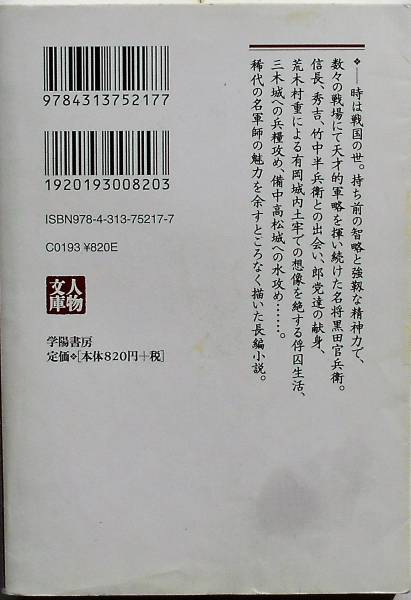 ❖──時は戦国の世。持ち前の智略と強靱な精神力で、
数々の戦場にて天才的軍略を揮い続けた名将黒田官兵衛。
信長、秀吉、竹中半兵衛との出会い、郎党達の献身、
荒木村重による有岡城内土牢での想像を絶する俘囚生活、
三木城への兵糧攻め、備中高松城への水攻め……。
稀代の名軍師の魅力を余すところなく描いた長編小説。
9784313752177
1920193008203
ISBN978-4-313-75217-7
C0193 ¥820E
人物
文庫
学陽書房
定価❖[本体820円+税]